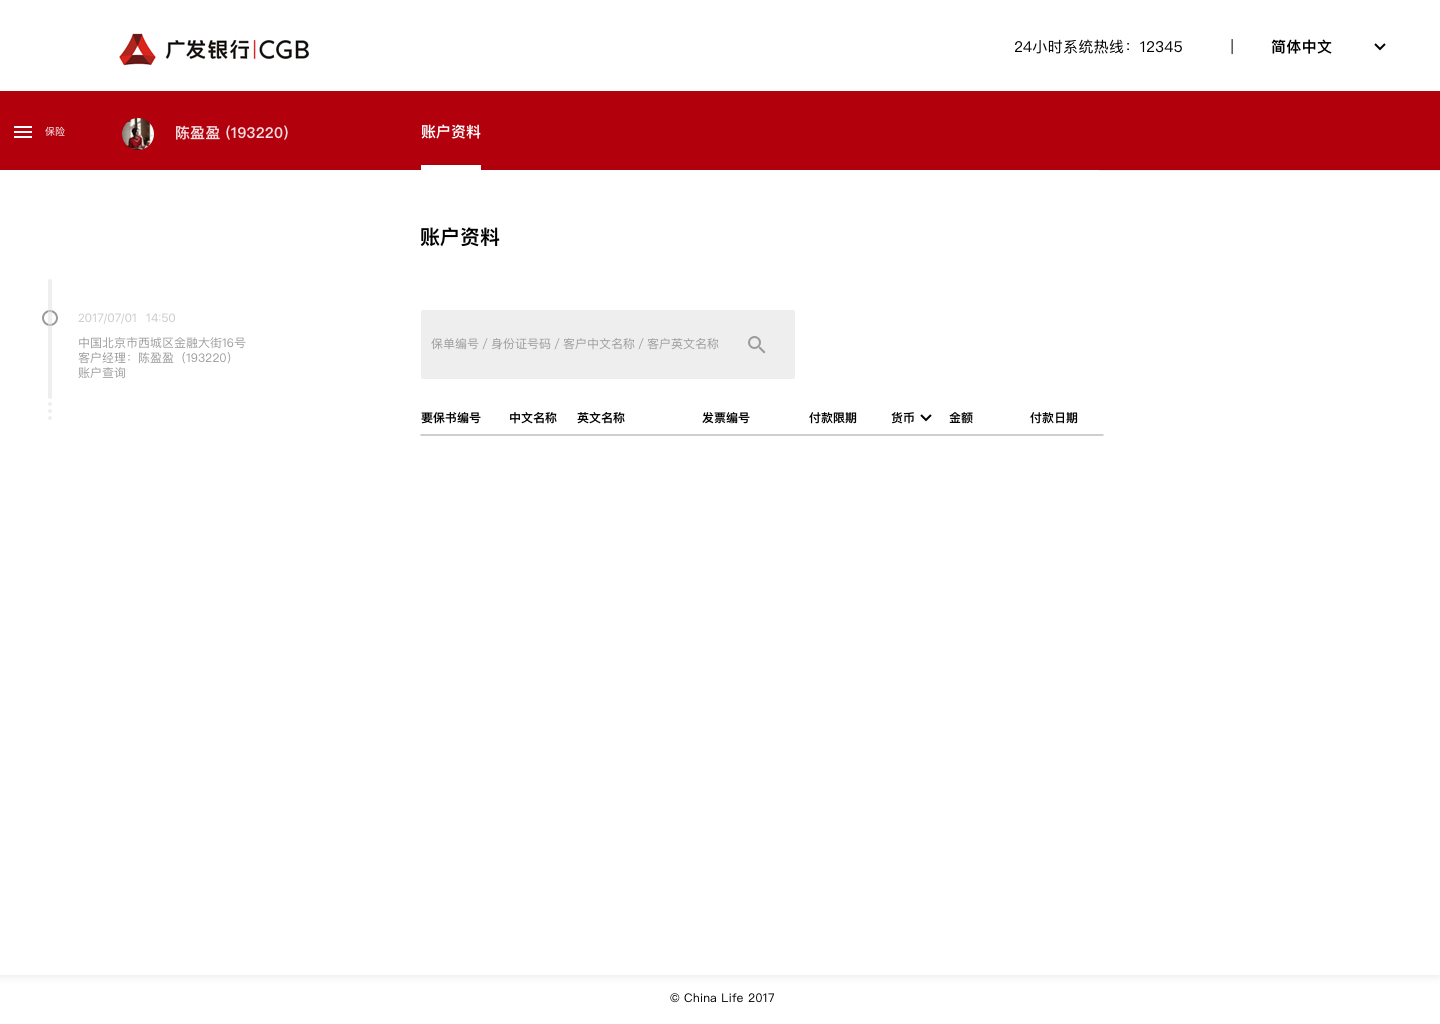 广发银行|CGB
24小时系统热线：12345 | 简体中文
保险 陈盈盈 (193220) 账户资料
账户资料
2017/07/01 14:50
中国北京市西城区金融大街16号
客户经理：陈盈盈 (193220)
账户查询
保单编号 / 身份证号码 / 客户中文名称 / 客户英文名称
要保书编号 中文名称 英文名称 发票编号 付款限期 货币 金额 付款日期
© China Life 2017